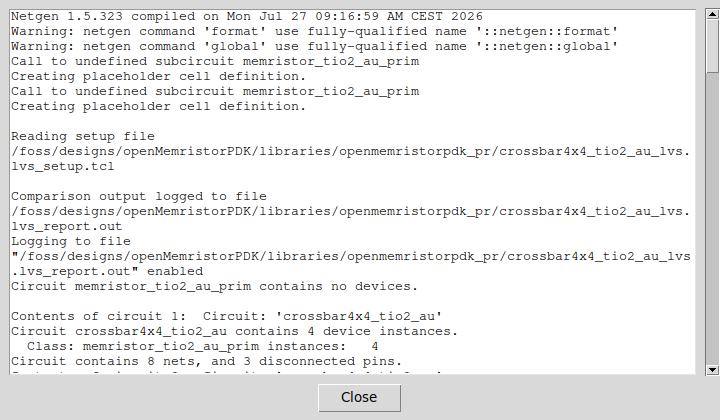 Netgen 1.5.323 compiled on Mon Jul 27 09:16:59 AM CEST 2026
Warning: netgen command 'format' use fully-qualified name '::netgen::format'
Warning: netgen command 'global' use fully-qualified name '::netgen::global'
Call to undefined subcircuit memristor_tio2_au_prim
Creating placeholder cell definition.
Call to undefined subcircuit memristor_tio2_au_prim
Creating placeholder cell definition.
Reading setup file
/foss/designs/openMemristorPDK/libraries/openmemristorpdk_pr/crossbar4x4_tio2_au_lvs.
lvs_setup.tcl
Comparison output logged to file
/foss/designs/openMemristorPDK/libraries/openmemristorpdk_pr/crossbar4x4_tio2_au_lvs.
lvs_report.out
Logging to file
"/foss/designs/openMemristorPDK/libraries/openmemristorpdk_pr/crossbar4x4_tio2_au_lvs
.lvs_report.out" enabled
Circuit memristor_tio2_au_prim contains no devices.
Contents of circuit 1:  Circuit: 'crossbar4x4_tio2_au'
Circuit crossbar4x4_tio2_au contains 4 device instances.
  Class: memristor_tio2_au_prim instances:   4
Circuit contains 8 nets, and 3 disconnected pins.
Close